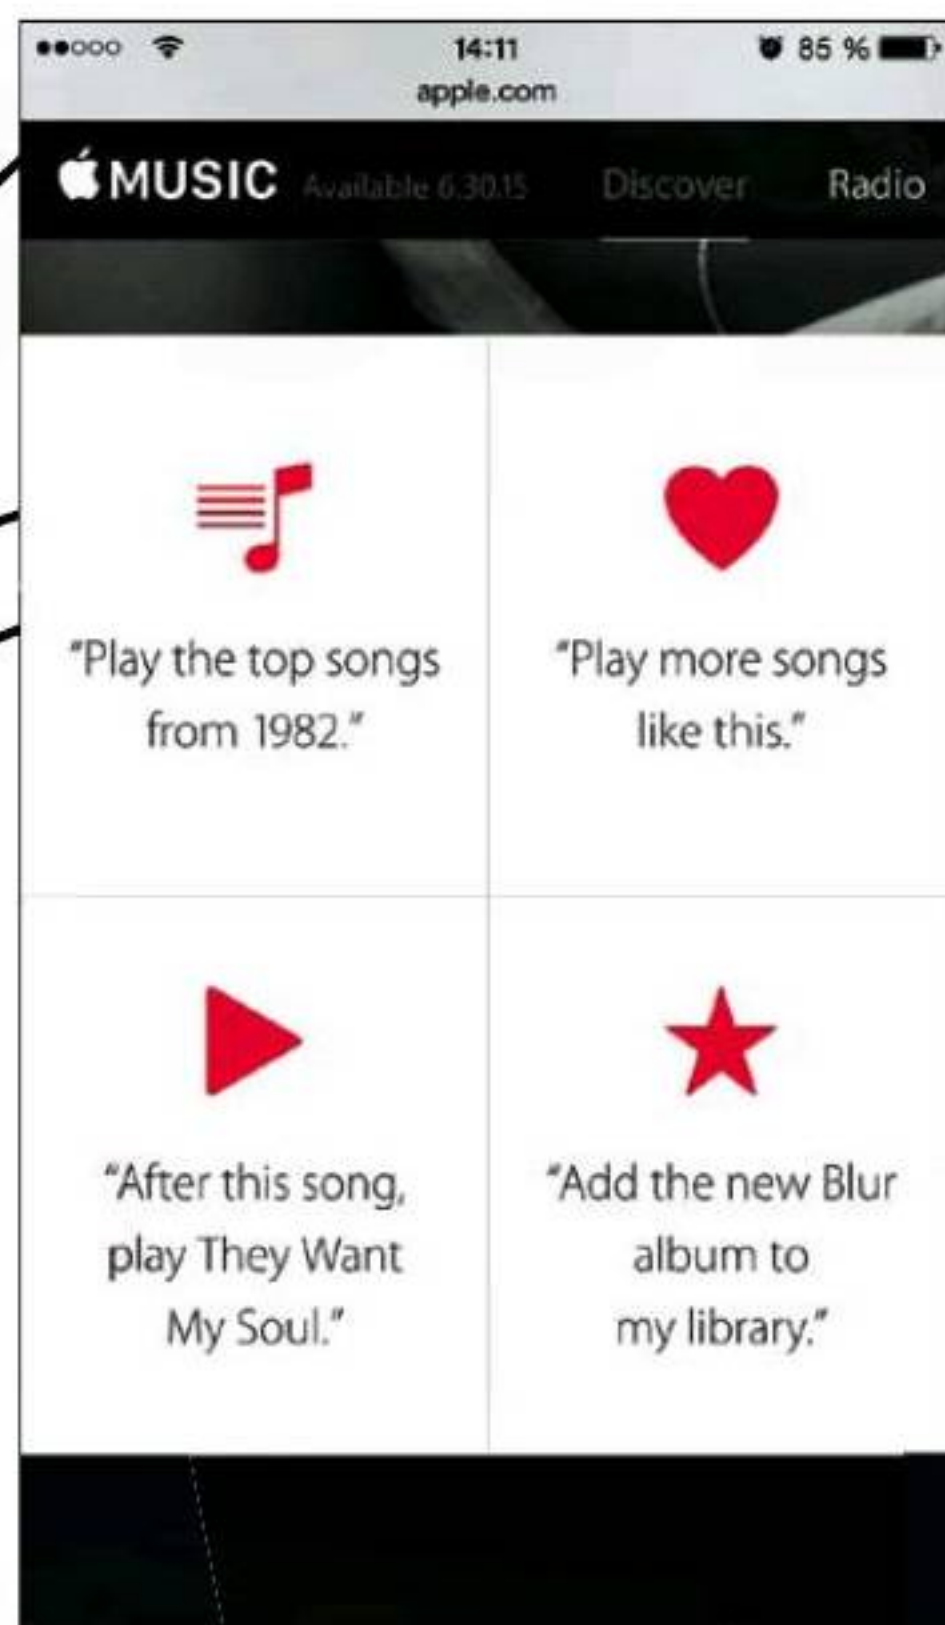 14:11 85 %
apple.com
MUSIC Available 6.30.15 Discover Radio
"Play the top songs
from 1982."
"Play more songs
like this."
"After this song,
play They Want
My Soul."
"Add the new Blur
album to
my library."